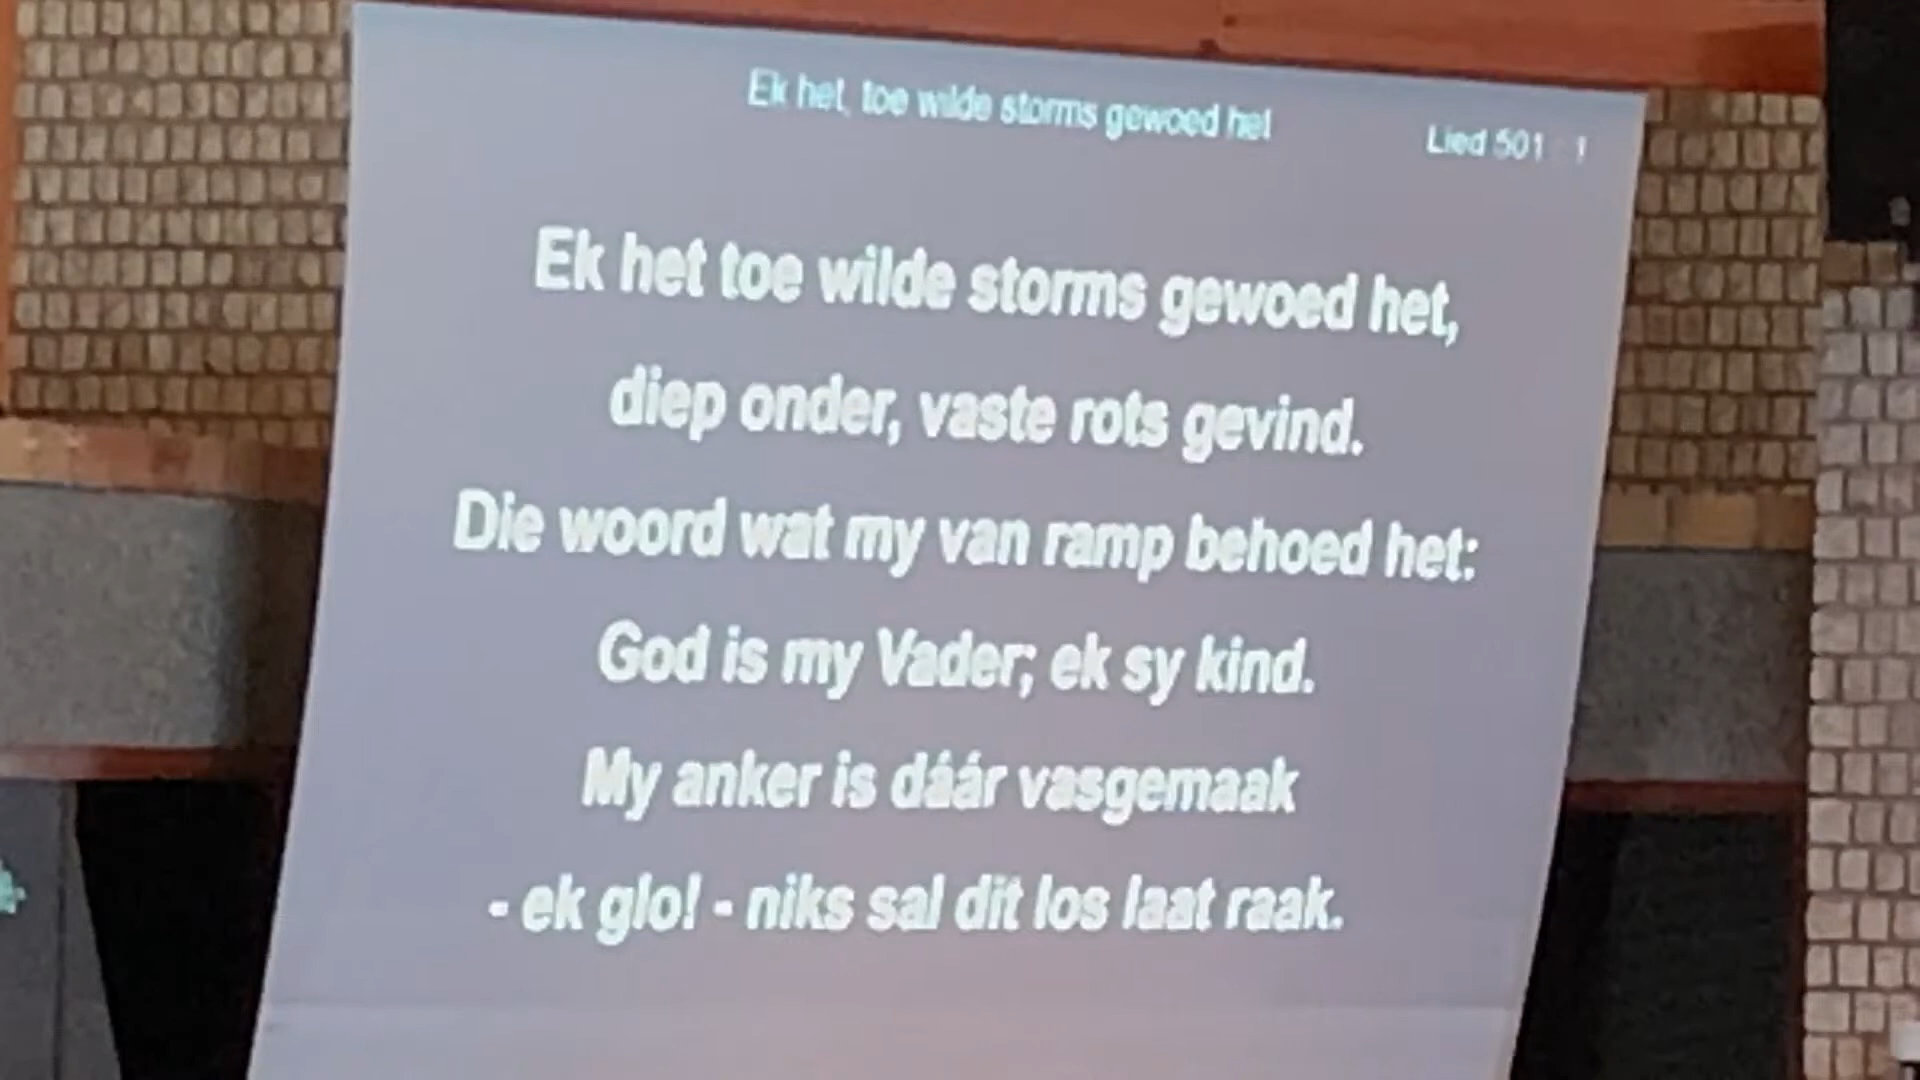 Ek het, toe wilde storms gewoed het
Lied 501 : 1
Ek het toe wilde storms gewoed het,
diep onder, vaste rots gevind.
Die woord wat my van ramp behoed het:
God is my Vader; ek sy kind.
My anker is dáár vasgemaak
- ek glo! - niks sal dit los laat raak.